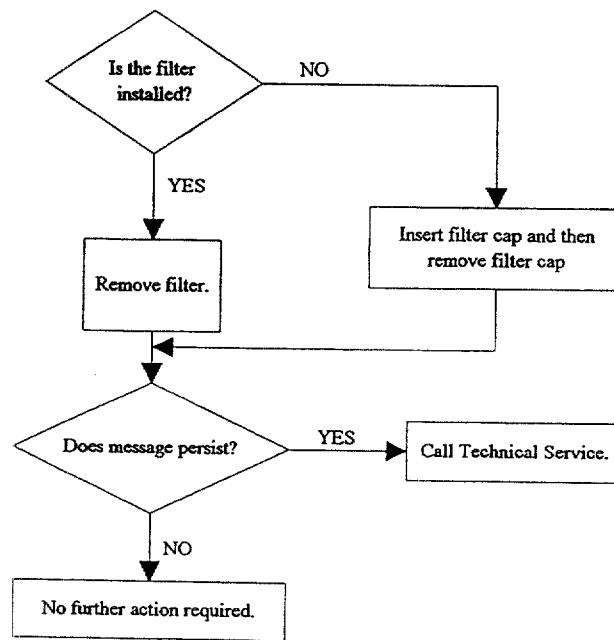 Is the filter
installed?
NO
YES
Insert filter cap and then
remove filter cap
Remove filter.
Does message persist?
YES
Call Technical Service.
NO
No further action required.